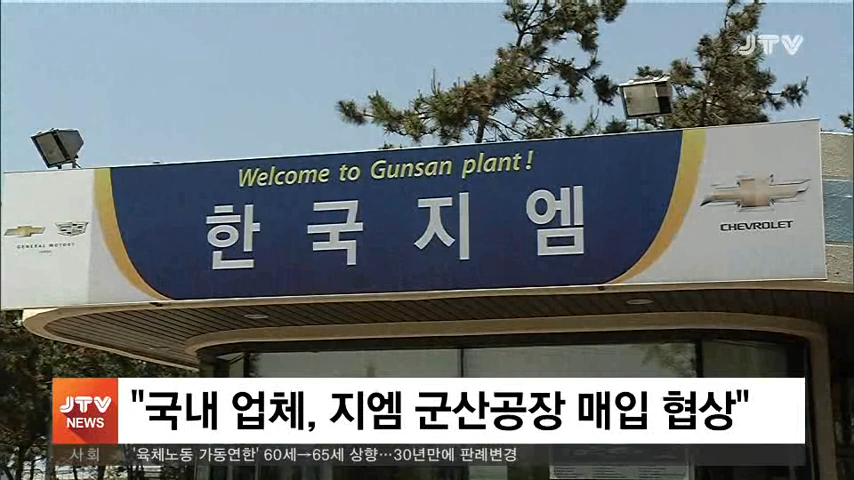 JTV
Welcome to Gunsan plant!
한국지엠
GENERAL MOTORS
CHEVROLET
JTV
NEWS
"국내 업체, 지엠 군산공장 매입 협상"
사회
'육체노동 가동연한' 60세→65세 상향…30년만에 판례변경